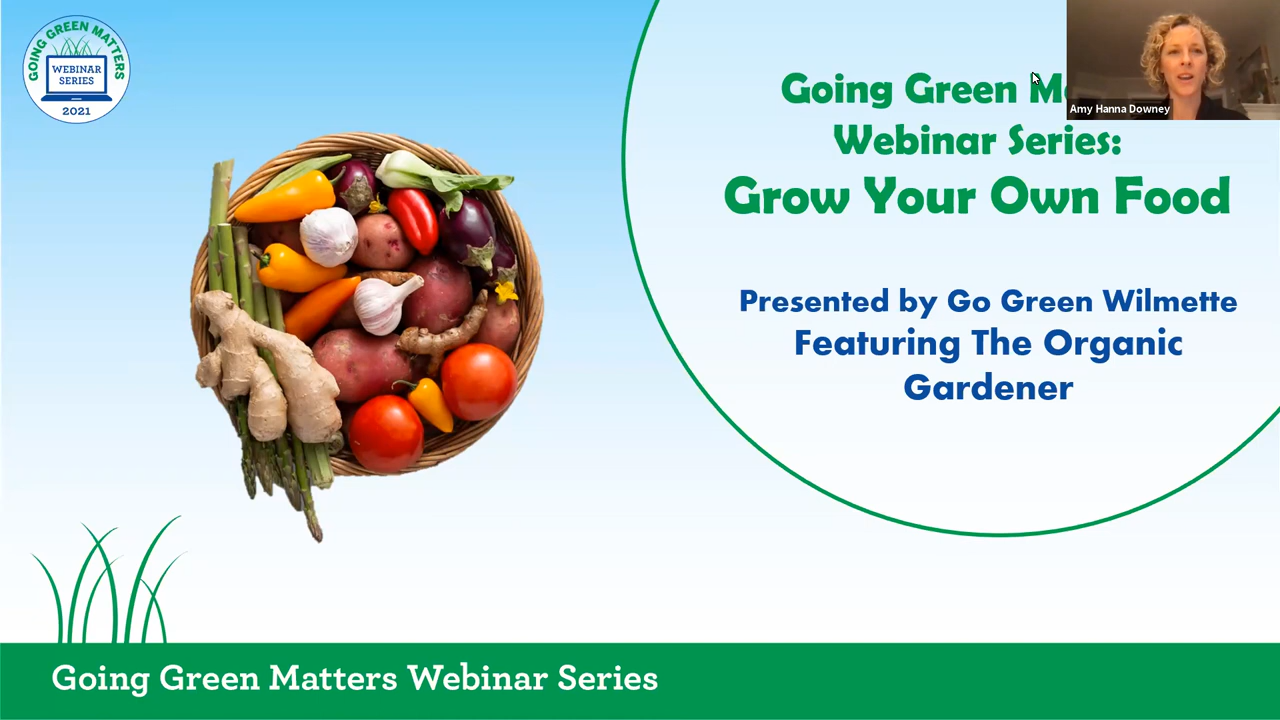 GOING GREEN MATTERS
WEBINAR
SERIES
2021
Going Green M
Amy Hanna Downey
Webinar Series:
Grow Your Own Food
Presented by Go Green Wilmette
Featuring The Organic
Gardener
Going Green Matters Webinar Series